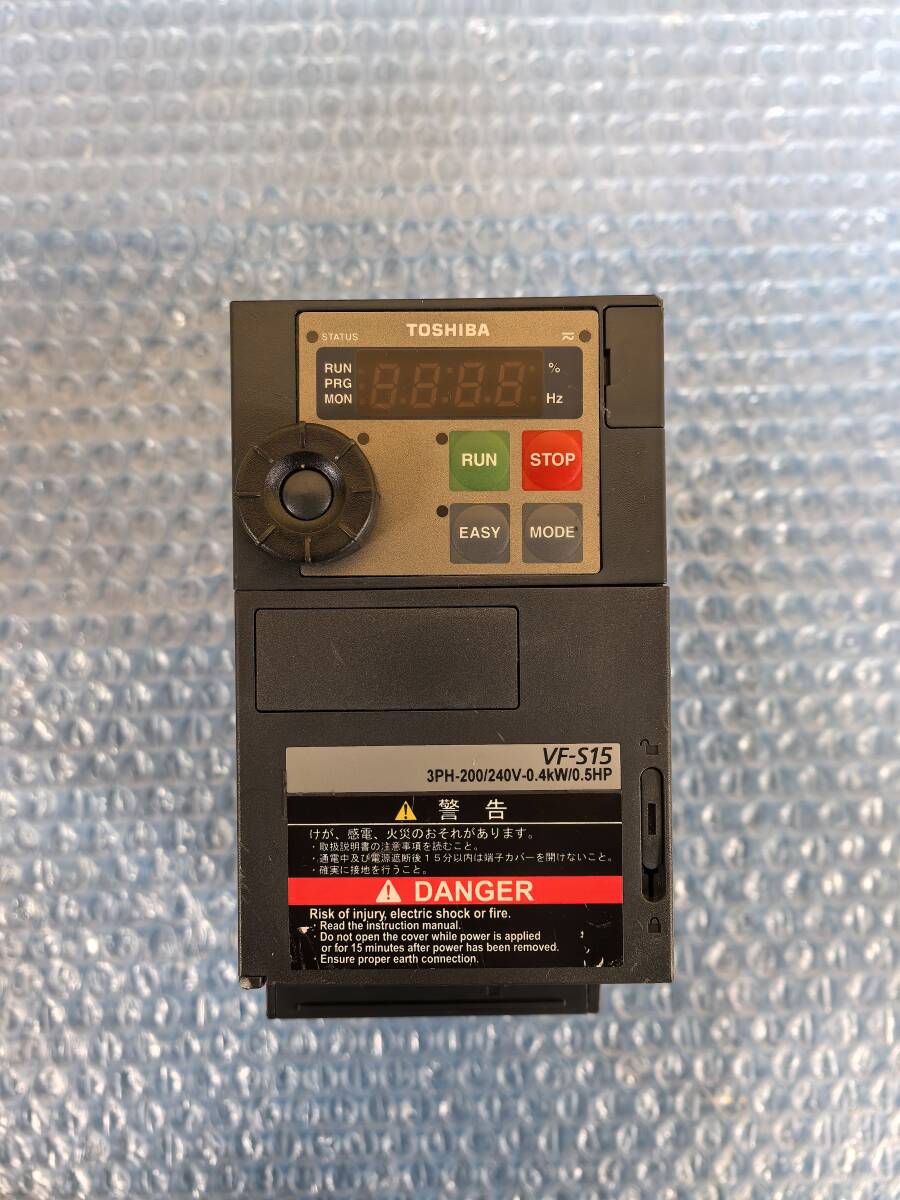 STATUS
TOSHIBA
RUN
PRG
MON
%
Hz
RUN
STOP
EASY
MODE
VF-S15
3PH-200/240V-0.4kW/0.5HP
警 告
けが、感電、火災のおそれがあります。
・取扱説明書の注意事項を読むこと。
・通電中及び電源遮断後１５分以内は端子カバーを開けないこと。
・確実に接地を行うこと。
DANGER
Risk of injury, electric shock or fire.
・Read the instruction manual.
・Do not open the cover while power is applied
or for 15 minutes after power has been removed.
・Ensure proper earth connection.